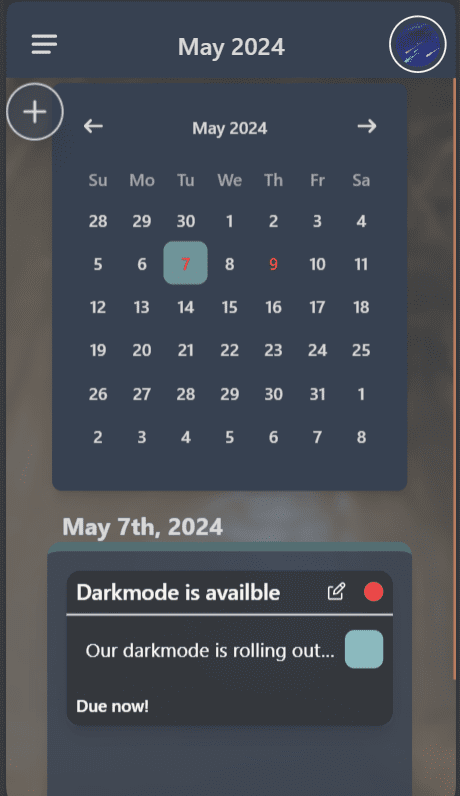 May 2024
May 2024
Su Mo Tu We Th Fr Sa
28 29 30 1 2 3 4
5 6 7 8 9 10 11
12 13 14 15 16 17 18
19 20 21 22 23 24 25
26 27 28 29 30 31 1
2 3 4 5 6 7 8
May 7th, 2024
Darkmode is availble
Our darkmode is rolling out...
Due now!